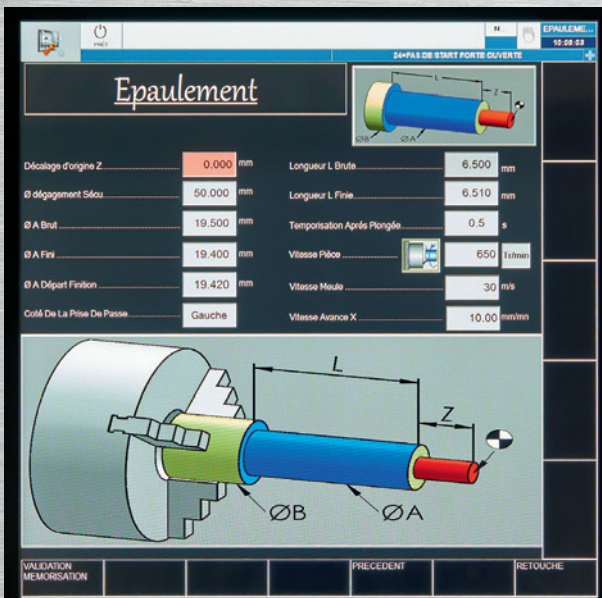 PRÊT
N...
EPAULEME...
10:08:03
24=PAS DE START PORTE OUVERTE
Epaulement
L
Z
ØB
ØA
Décalage d'origine Z 0.000 mm
Ø dégagement Sécu 50.000 mm
Ø A Brut 19.500 mm
Ø A Fini 19.400 mm
Ø A Départ Finition 19.420 mm
Coté De La Prise De Passe Gauche
Longueur L Brute 6.500 mm
Longueur L Finie 6.510 mm
Temporisation Aprés Plongée 0.5 s
Vitesse Pièce 650 Tr/min
Vitesse Meule 30 m/s
Vitesse Avance X 10.00 mm/mn
L
Z
ØB
ØA
VALIDATION
MEMORISATION
PRECEDENT
RETOUCHE